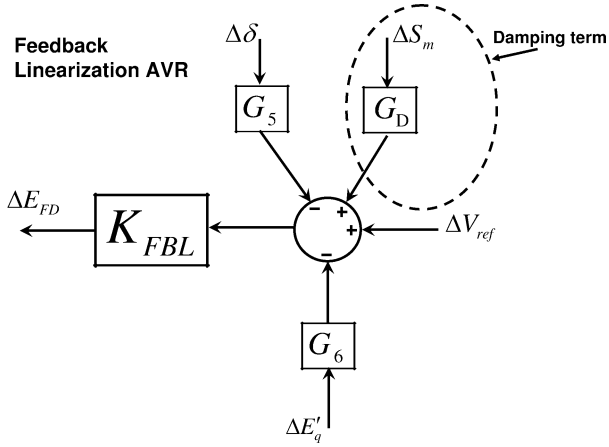 Feedback
Linearization AVR
Δδ
ΔS_m
Damping term
G_5
G_D
ΔE_FD
K_FBL
− + + −
ΔV_ref
G_6
ΔE′_q